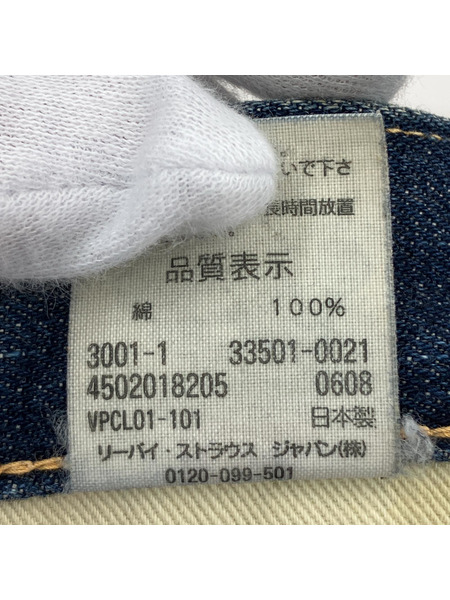 いで下さ
長時間放置
品質表示
綿 100%
3001-1 33501-0021
4502018205 0608
VPCL01-101 日本製
リーバイ・ストラウス ジャパン(株)
0120-099-501